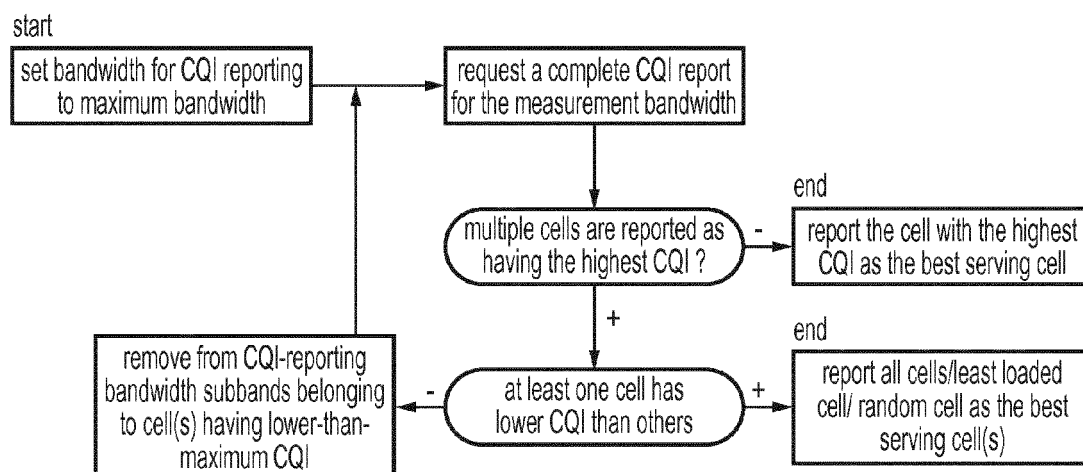 start
set bandwidth for CQI reporting
to maximum bandwidth
request a complete CQI report
for the measurement bandwidth
multiple cells are reported as
having the highest CQI ?
-
end
report the cell with the highest
CQI as the best serving cell
+
at least one cell has
lower CQI than others
-
+
end
report all cells/least loaded
cell/ random cell as the best
serving cell(s)
remove from CQI-reporting
bandwidth subbands belonging
to cell(s) having lower-than-
maximum CQI